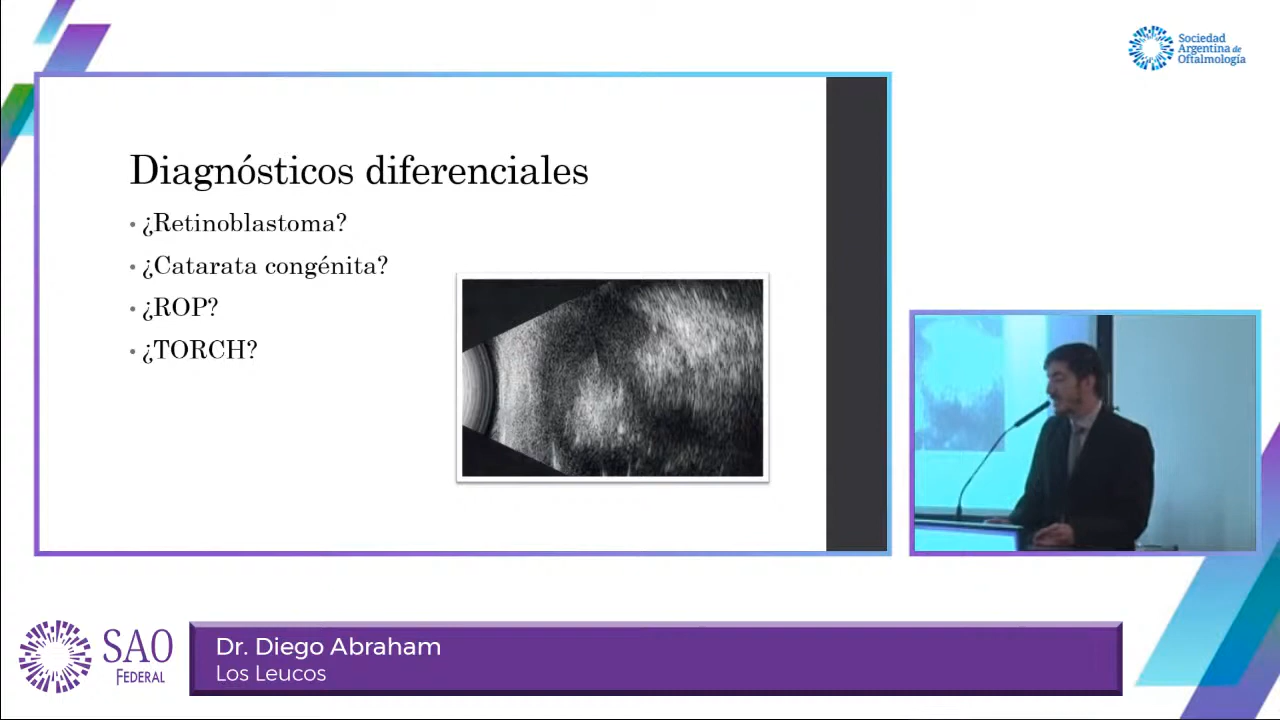 Sociedad
Argentina de
Oftalmología
Diagnósticos diferenciales
• ¿Retinoblastoma?
• ¿Catarata congénita?
• ¿ROP?
• ¿TORCH?
SAO
FEDERAL
Dr. Diego Abraham
Los Leucos